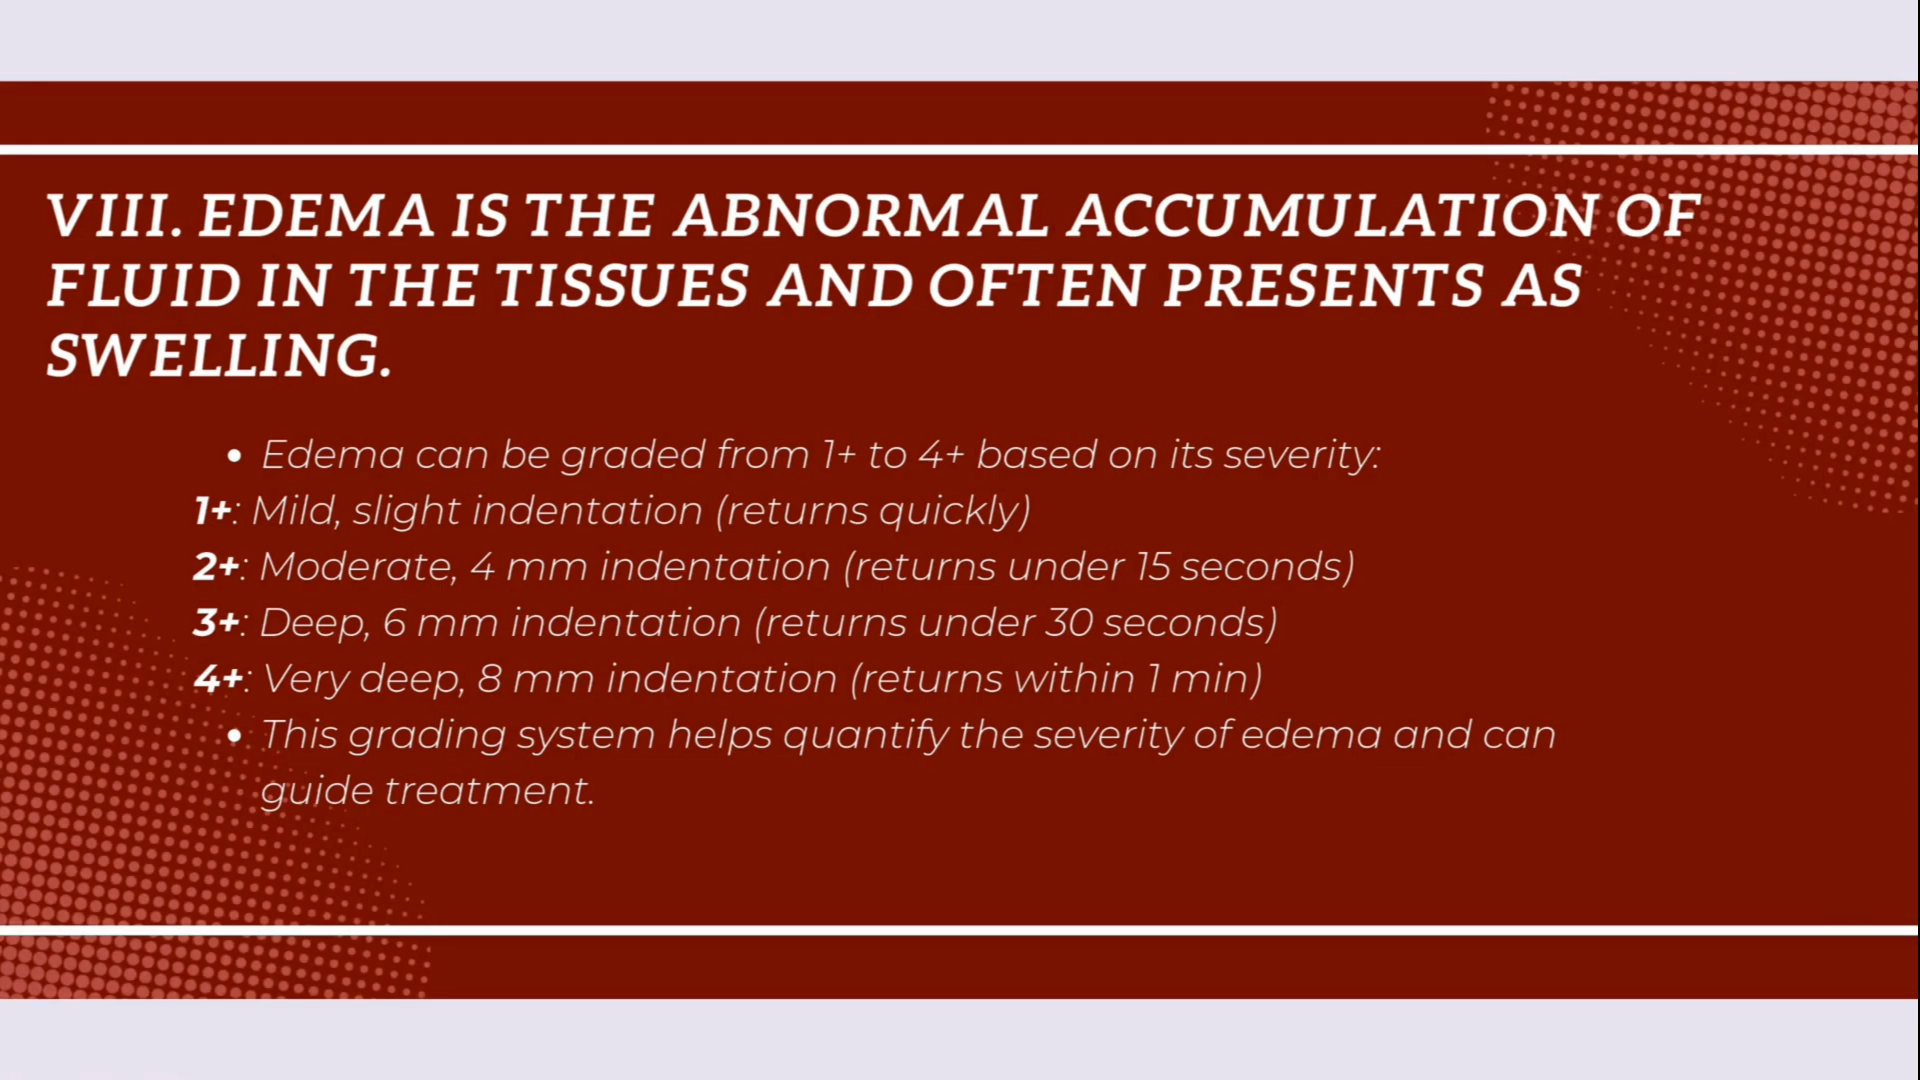 VIII. EDEMA IS THE ABNORMAL ACCUMULATION OF
FLUID IN THE TISSUES AND OFTEN PRESENTS AS
SWELLING.
• Edema can be graded from 1+ to 4+ based on its severity:
1+: Mild, slight indentation (returns quickly)
2+: Moderate, 4 mm indentation (returns under 15 seconds)
3+: Deep, 6 mm indentation (returns under 30 seconds)
4+: Very deep, 8 mm indentation (returns within 1 min)
• This grading system helps quantify the severity of edema and can
guide treatment.